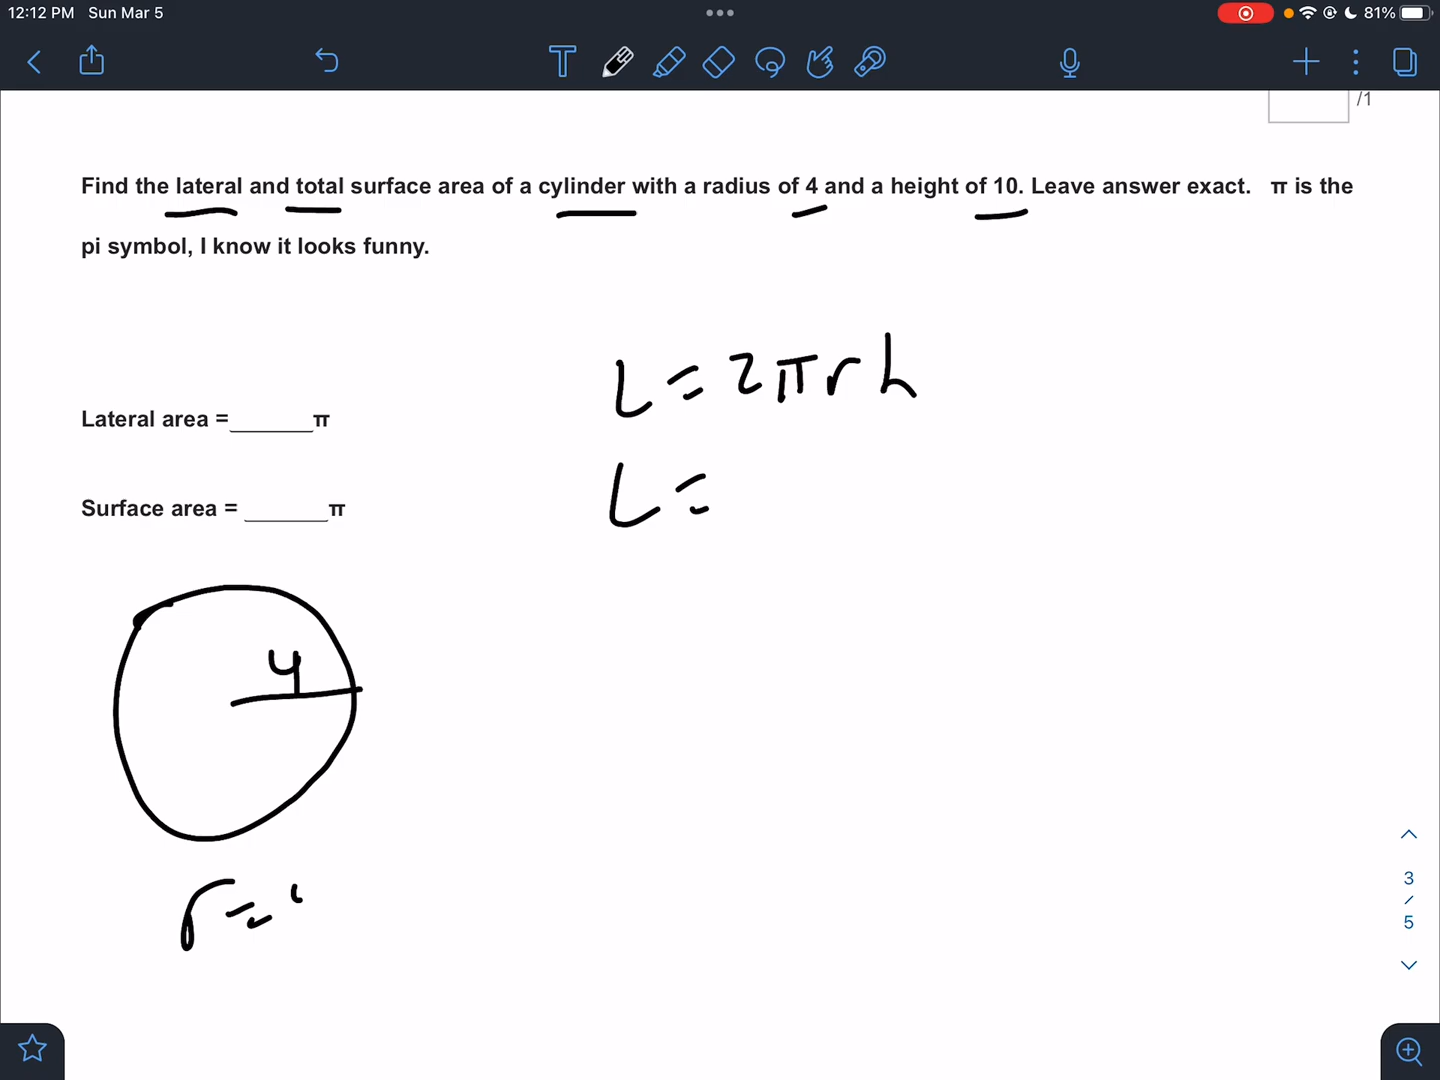 12:12 PM Sun Mar 5
81%
T
/1
Find the lateral and total surface area of a cylinder with a radius of 4 and a height of 10. Leave answer exact. π is the
pi symbol, I know it looks funny.
L = 2πrh
Lateral area =______π
L =
Surface area = ______π
4
r =
3
/
5